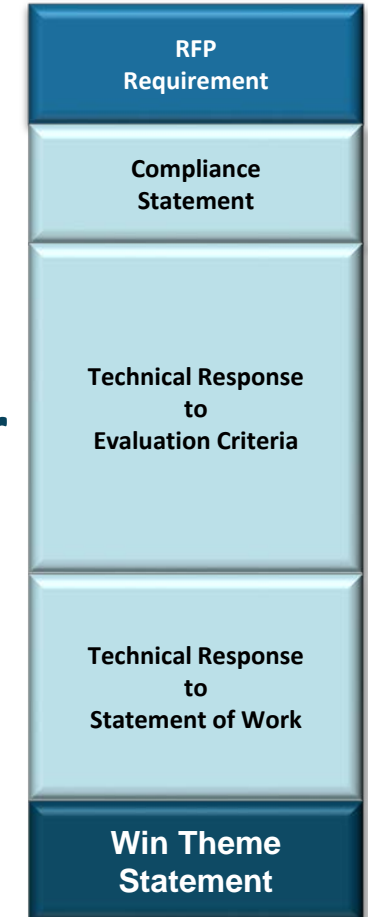 RFP
Requirement
Compliance
Statement
Technical Response
to
Evaluation Criteria
Technical Response
to
Statement of Work
Win Theme
Statement